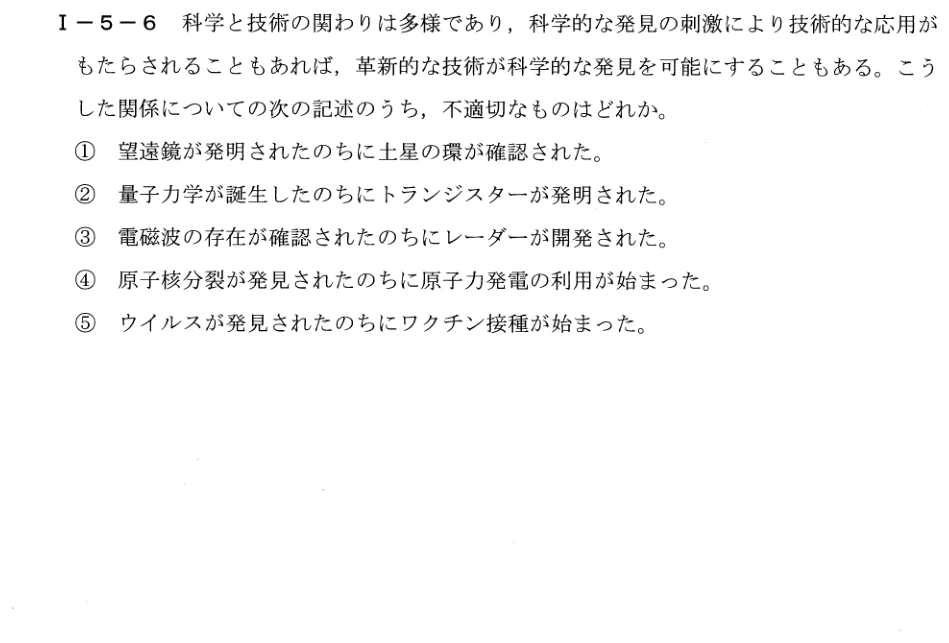 Ⅰ－5－6　科学と技術の関わりは多様であり，科学的な発見の刺激により技術的な応用が
もたらされることもあれば，革新的な技術が科学的な発見を可能にすることもある。こう
した関係についての次の記述のうち，不適切なものはどれか。
①　望遠鏡が発明されたのちに土星の環が確認された。
②　量子力学が誕生したのちにトランジスターが発明された。
③　電磁波の存在が確認されたのちにレーダーが開発された。
④　原子核分裂が発見されたのちに原子力発電の利用が始まった。
⑤　ウイルスが発見されたのちにワクチン接種が始まった。